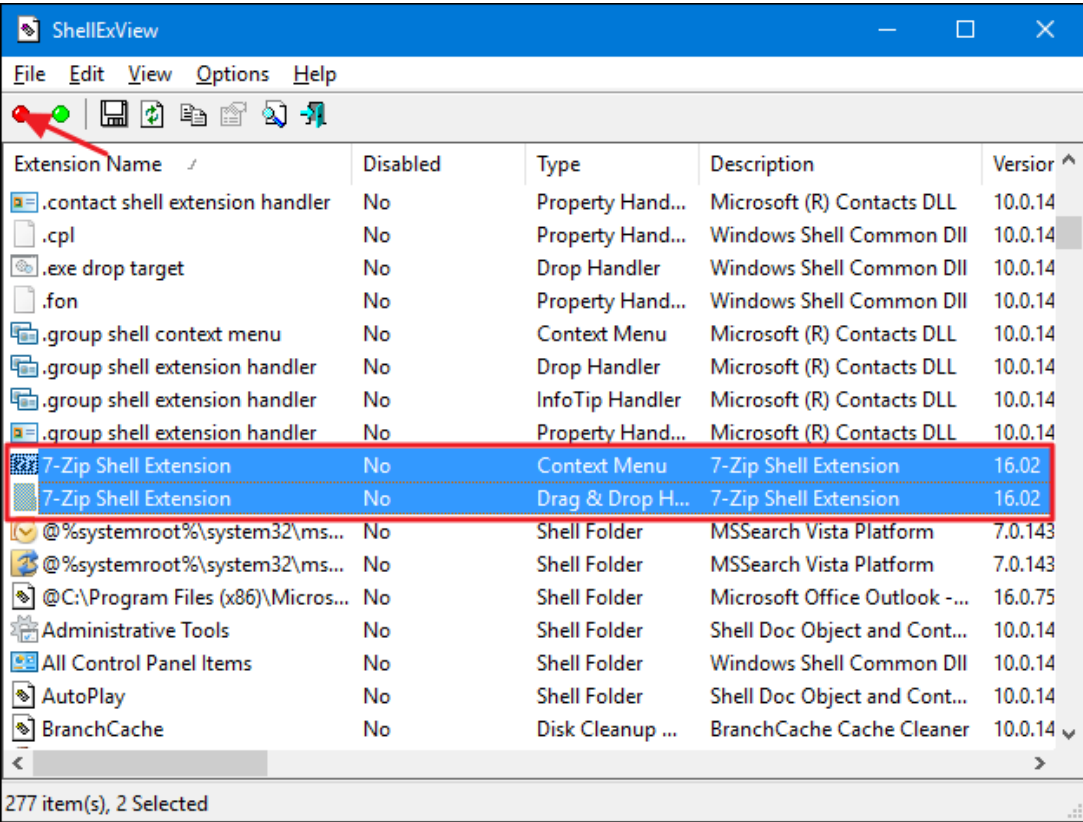 ShellExView
File Edit View Options Help
Extension Name Disabled Type Description Version
.contact shell extension handler No Property Hand... Microsoft (R) Contacts DLL 10.0.14
.cpl No Property Hand... Windows Shell Common Dll 10.0.14
.exe drop target No Drop Handler Windows Shell Common Dll 10.0.14
.fon No Property Hand... Windows Shell Common Dll 10.0.14
.group shell context menu No Context Menu Microsoft (R) Contacts DLL 10.0.14
.group shell extension handler No Drop Handler Microsoft (R) Contacts DLL 10.0.14
.group shell extension handler No InfoTip Handler Microsoft (R) Contacts DLL 10.0.14
.group shell extension handler No Property Hand... Microsoft (R) Contacts DLL 10.0.14
7-Zip Shell Extension No Context Menu 7-Zip Shell Extension 16.02
7-Zip Shell Extension No Drag & Drop H... 7-Zip Shell Extension 16.02
@%systemroot%\system32\ms... No Shell Folder MSSearch Vista Platform 7.0.143
@%systemroot%\system32\ms... No Shell Folder MSSearch Vista Platform 7.0.143
@C:\Program Files (x86)\Micros... No Shell Folder Microsoft Office Outlook -... 16.0.75
Administrative Tools No Shell Folder Shell Doc Object and Cont... 10.0.14
All Control Panel Items No Shell Folder Windows Shell Common Dll 10.0.14
AutoPlay No Shell Folder Shell Doc Object and Cont... 10.0.14
BranchCache No Disk Cleanup ... BranchCache Cache Cleaner 10.0.14
277 item(s), 2 Selected